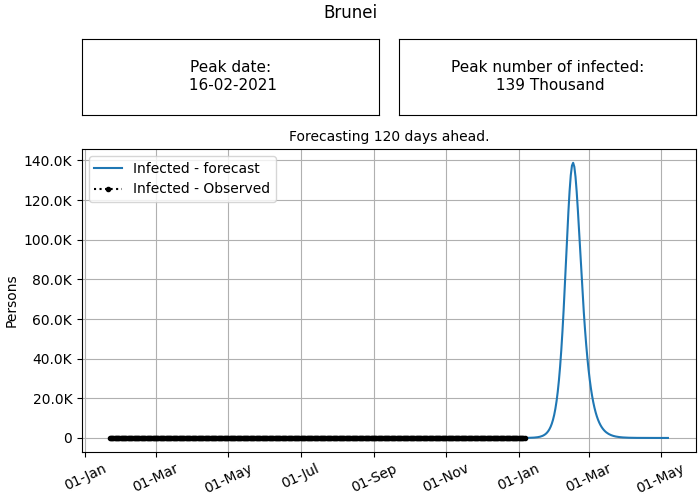 Brunei
Peak date:
16-02-2021
Peak number of infected:
139 Thousand
Forecasting 120 days ahead.
Infected - forecast
Infected - Observed
Persons
140.0K
120.0K
100.0K
80.0K
60.0K
40.0K
20.0K
0
01-Jan
01-Mar
01-May
01-Jul
01-Sep
01-Nov
01-Jan
01-Mar
01-May